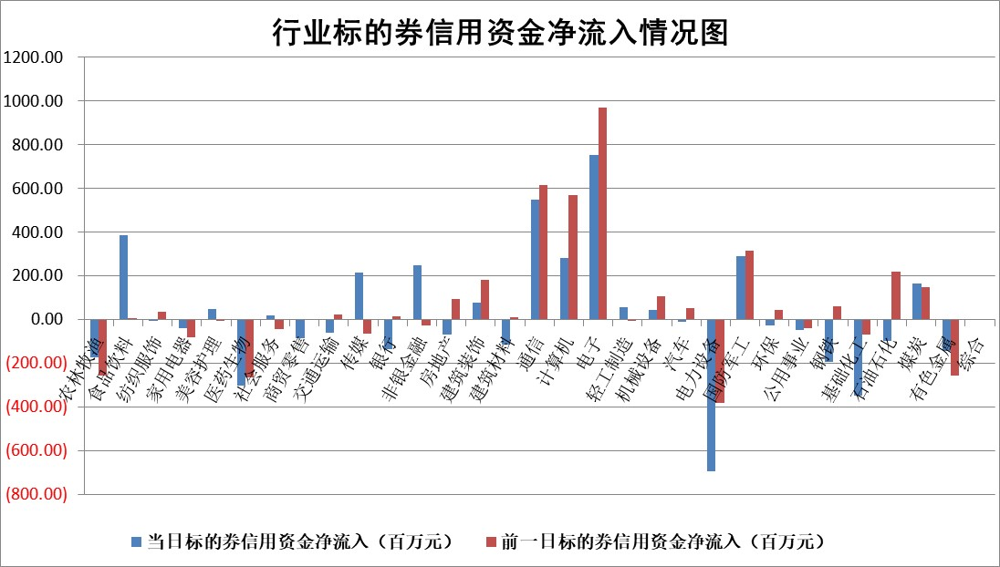 行业标的券信用资金净流入情况图
1200.00
1000.00
800.00
600.00
400.00
200.00
0.00
(200.00)
(400.00)
(600.00)
(800.00)
农林牧渔
食品饮料
纺织服饰
家用电器
美容护理
医药生物
社会服务
商贸零售
交通运输
传媒
银行
非银金融
房地产
建筑装饰
建筑材料
通信
计算机
电子
轻工制造
机械设备
汽车
电力设备
国防军工
环保
公用事业
钢铁
基础化工
石油石化
煤炭
有色金属
综合
当日标的券信用资金净流入（百万元）
前一日标的券信用资金净流入（百万元）